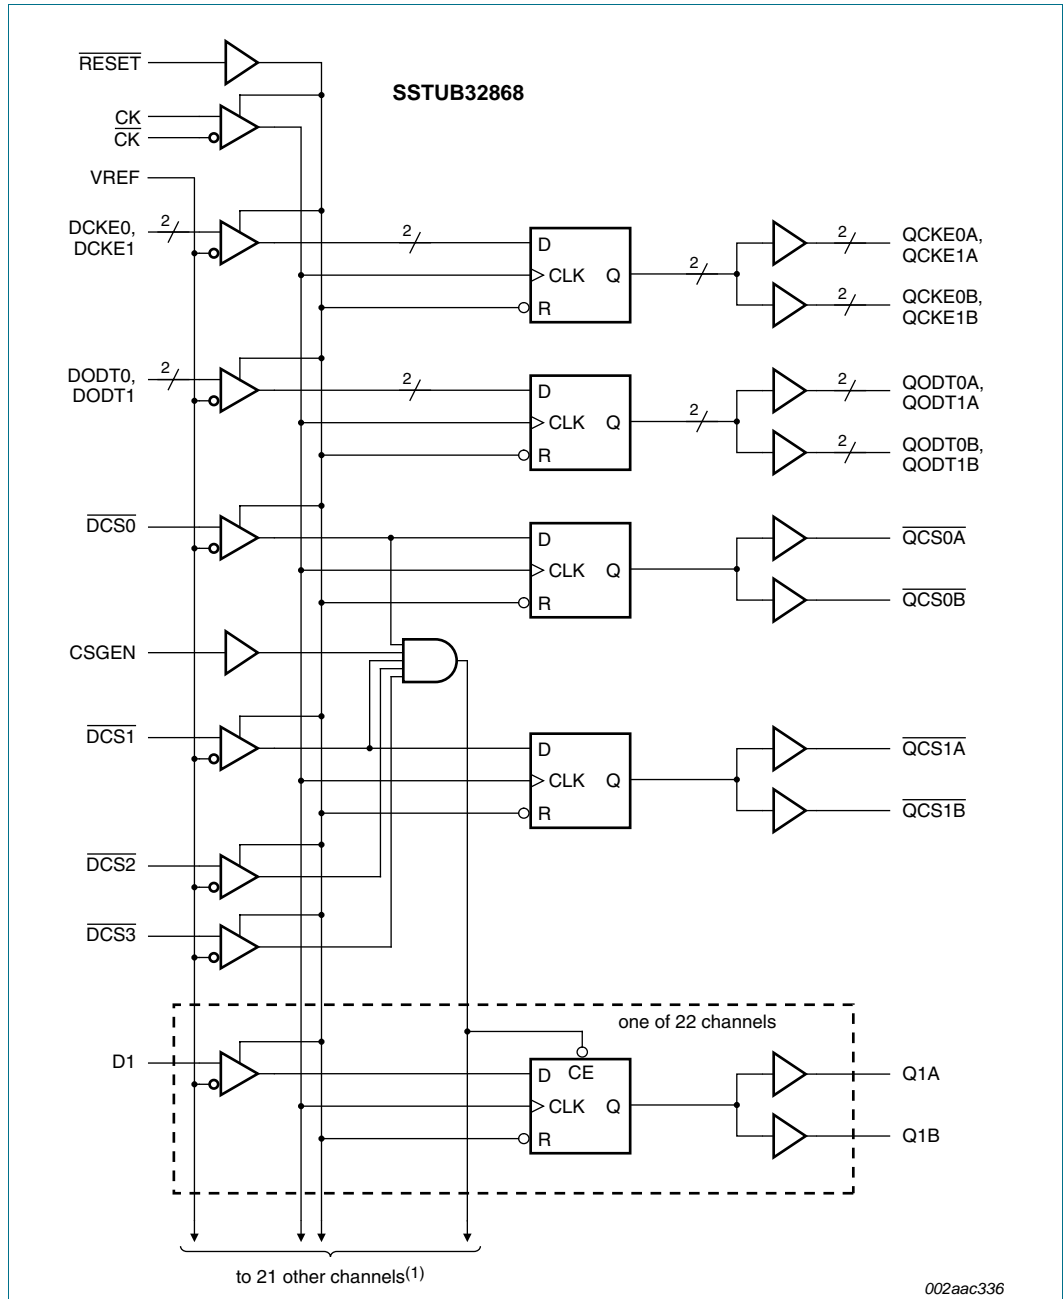 RESET
SSTUB32868
CK
CK
VREF
DCKE0,
DCKE1
2
2
D
CLK
Q
R
2
2
QCKE0A,
QCKE1A
2
QCKE0B,
QCKE1B
DODT0,
DODT1
2
2
D
CLK
Q
R
2
2
QODT0A,
QODT1A
2
QODT0B,
QODT1B
DCS0
D
CLK
Q
R
QCS0A
QCS0B
CSGEN
DCS1
D
CLK
Q
R
QCS1A
QCS1B
DCS2
DCS3
one of 22 channels
D1
D
CE
CLK
Q
R
Q1A
Q1B
to 21 other channels(1)
002aac336